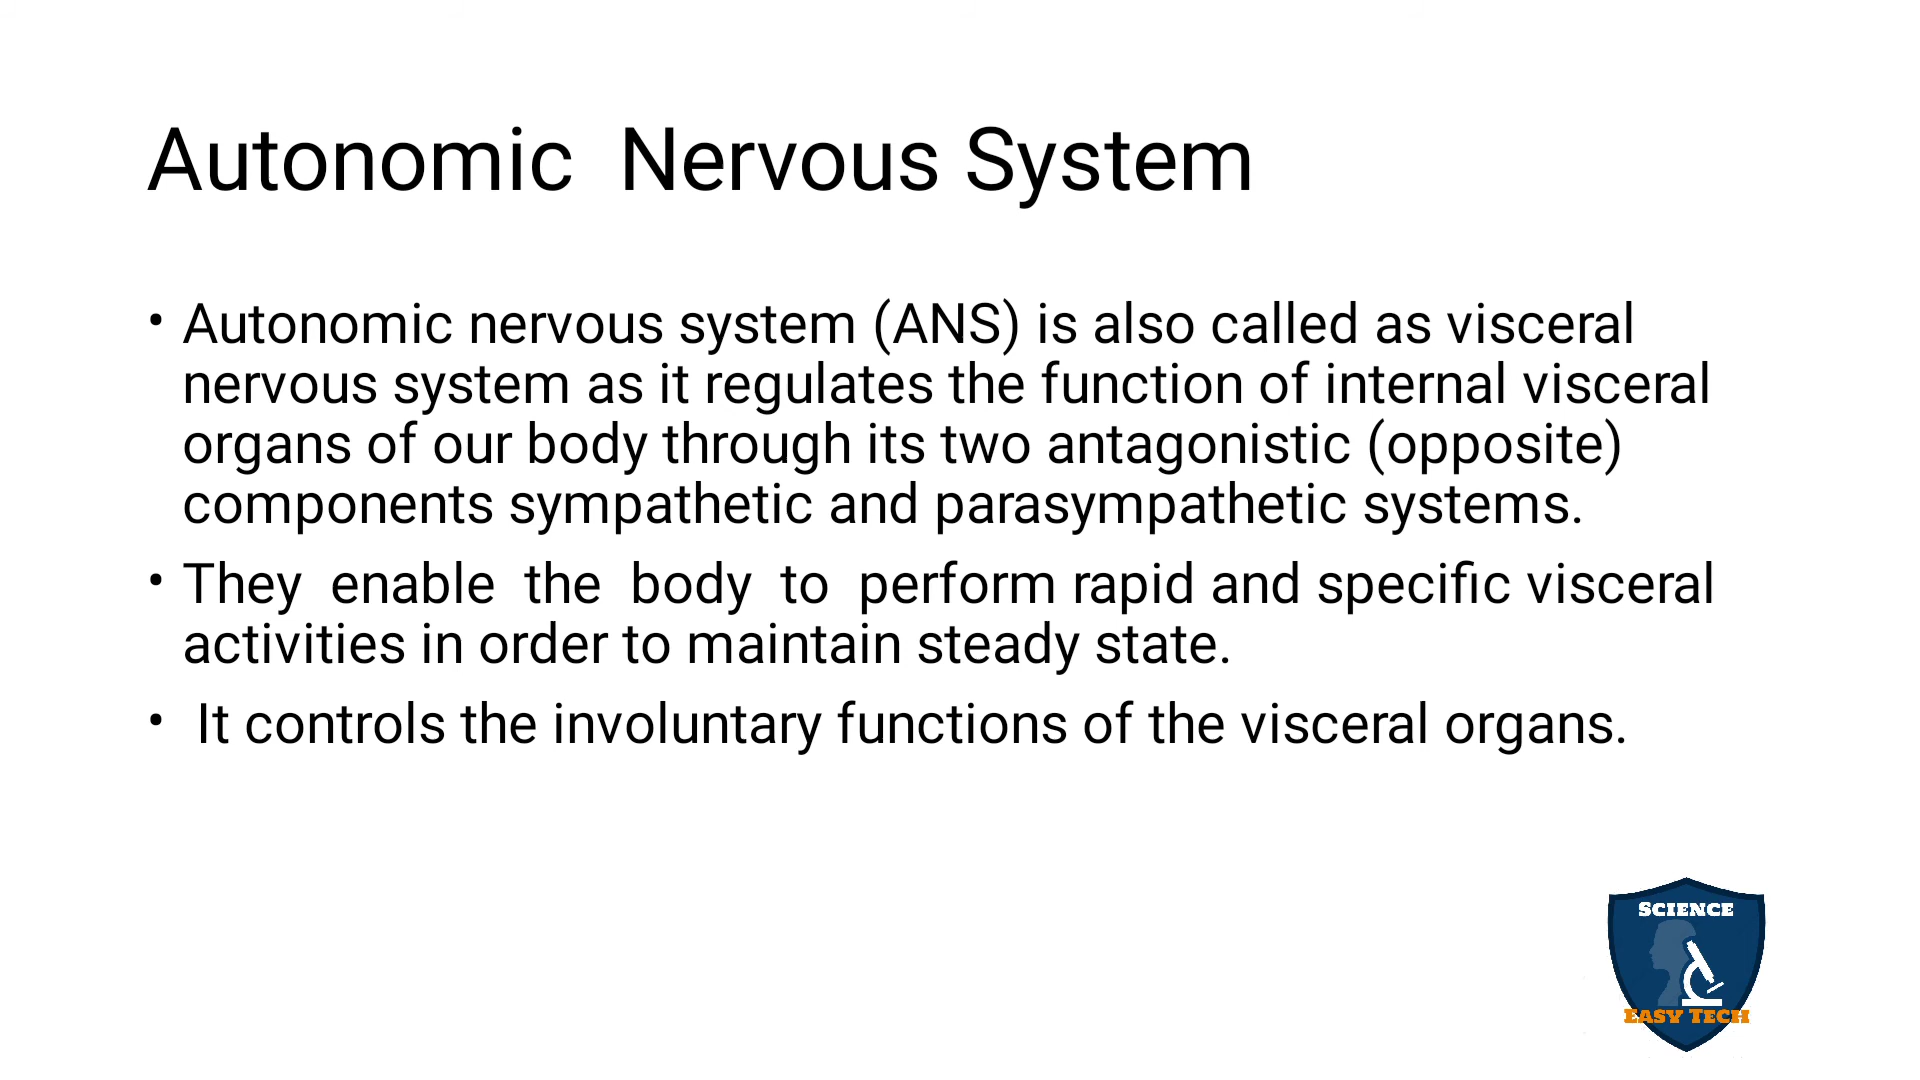 Autonomic  Nervous System
• Autonomic nervous system (ANS) is also called as visceral
nervous system as it regulates the function of internal visceral
organs of our body through its two antagonistic (opposite)
components sympathetic and parasympathetic systems.
• They  enable  the  body  to  perform rapid and specific visceral
activities in order to maintain steady state.
•  It controls the involuntary functions of the visceral organs.
SCIENCE
EASY TECH